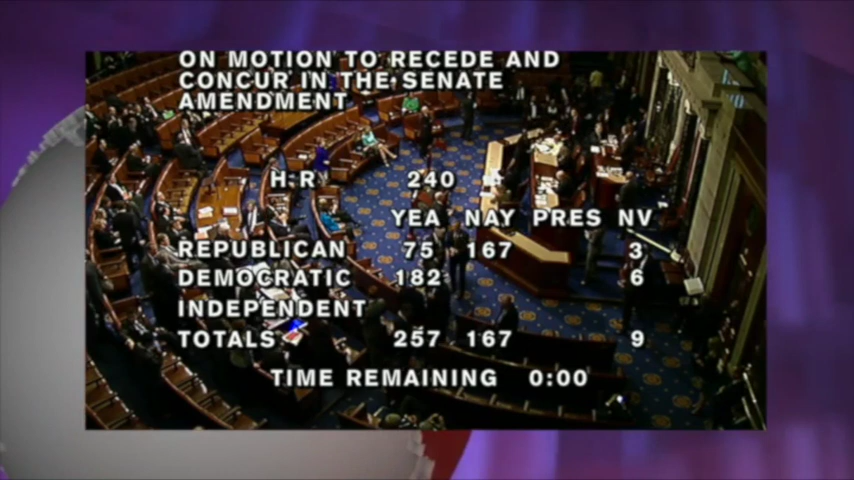 ON MOTION TO RECEDE AND
CONCUR IN THE SENATE
AMENDMENT
H R 240
YEA NAY PRES NV
REPUBLICAN 75 167 3
DEMOCRATIC 182 6
INDEPENDENT
TOTALS 257 167 9
TIME REMAINING 0:00